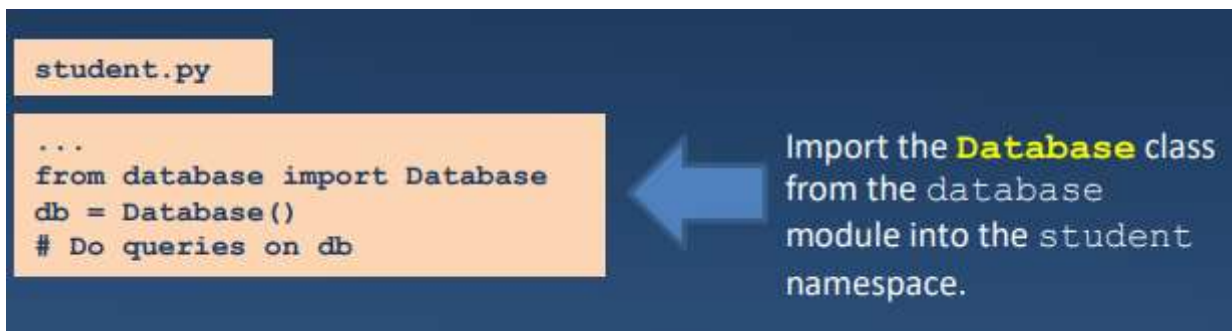 student.py
...
from database import Database
db = Database()
# Do queries on db
Import the Database class
from the database
module into the student
namespace.